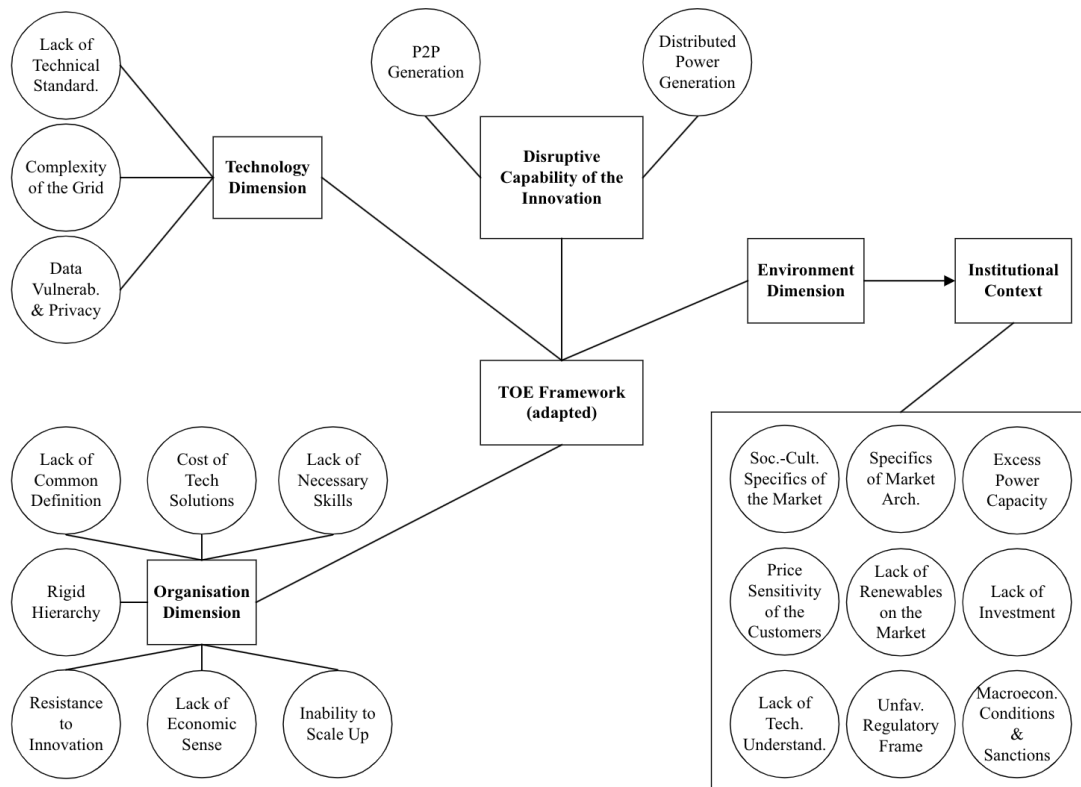 Lack of
Technical
Standard.
P2P
Generation
Distributed
Power
Generation
Complexity
of the Grid
Technology
Dimension
Disruptive
Capability of the
Innovation
Data
Vulnerab.
& Privacy
Environment
Dimension
Institutional
Context
TOE Framework
(adapted)
Lack of
Common
Definition
Cost of
Tech
Solutions
Lack of
Necessary
Skills
Rigid
Hierarchy
Organisation
Dimension
Resistance
to
Innovation
Lack of
Economic
Sense
Inability to
Scale Up
Soc.-Cult.
Specifics of
the Market
Specifics
of Market
Arch.
Excess
Power
Capacity
Price
Sensitivity
of the
Customers
Lack of
Renewables
on the
Market
Lack of
Investment
Lack of
Tech.
Understand.
Unfav.
Regulatory
Frame
Macroecon.
Conditions
&
Sanctions